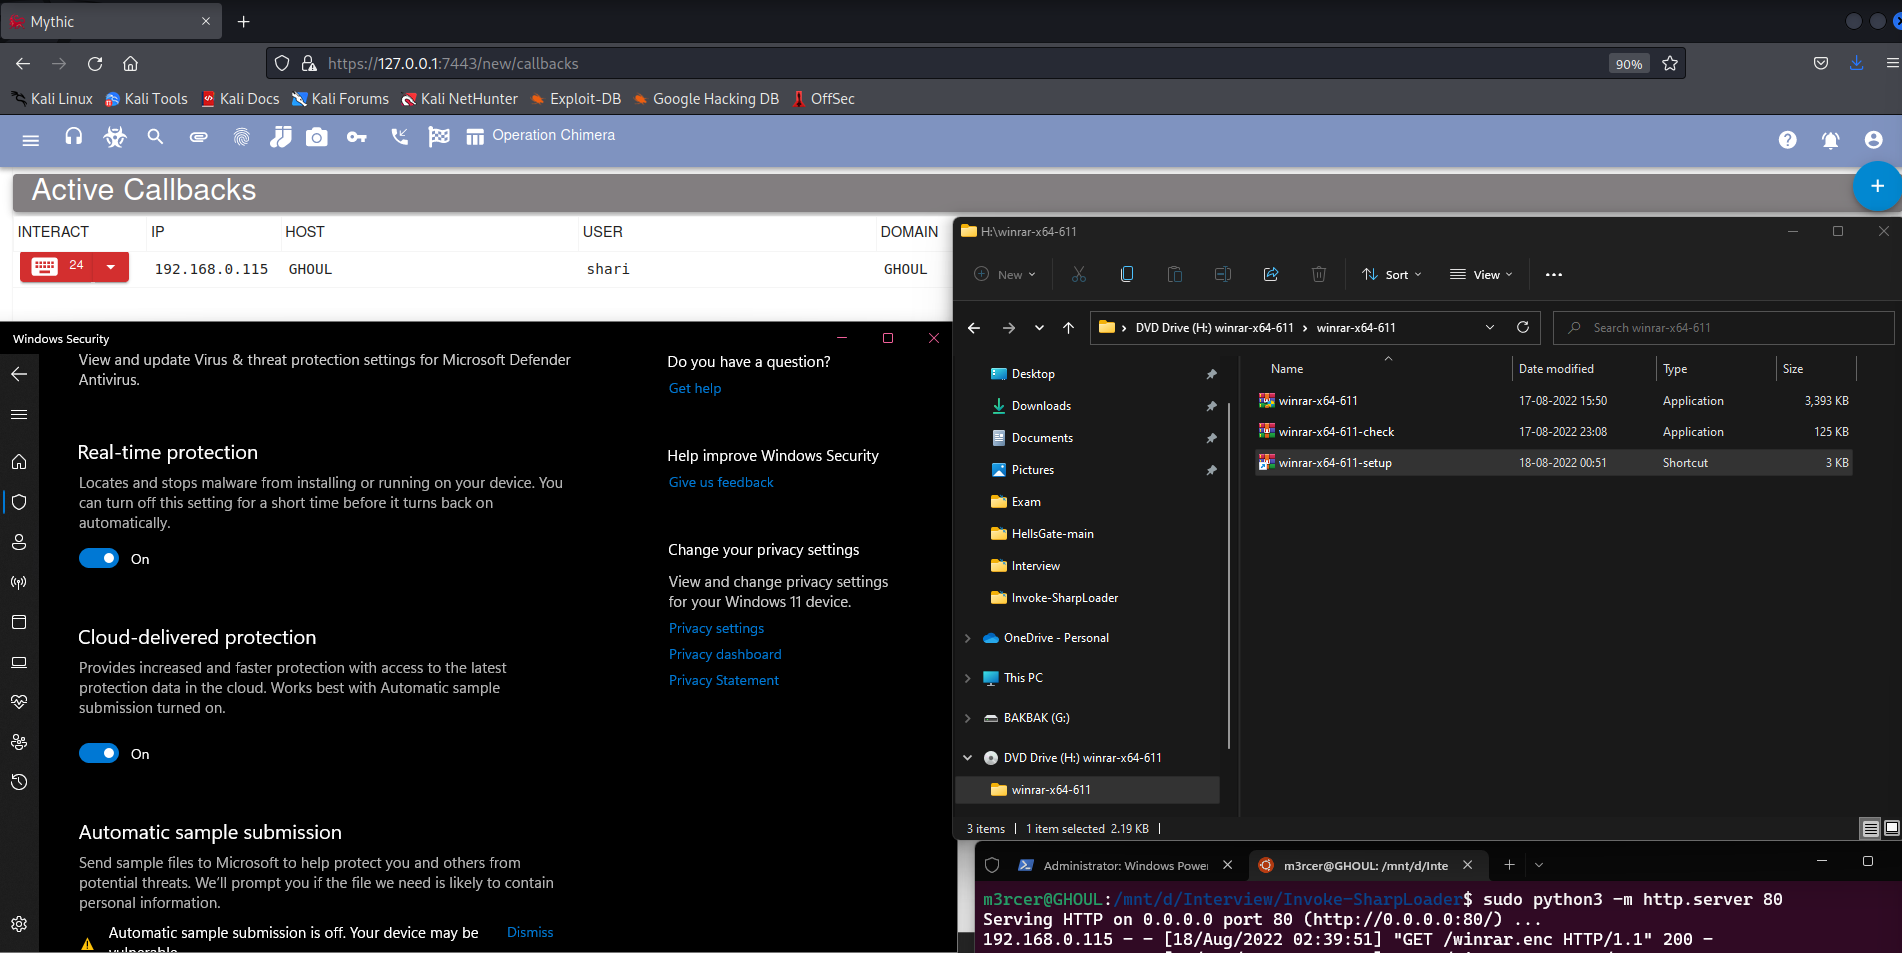 Mythic
https://127.0.0.1:7443/new/callbacks
90%
Kali Linux
Kali Tools
Kali Docs
Kali Forums
Kali NetHunter
Exploit-DB
Google Hacking DB
OffSec
Operation Chimera
Active Callbacks
INTERACT
IP
HOST
USER
DOMAIN
24
192.168.0.115
GHOUL
shari
GHOUL
Windows Security
View and update Virus & threat protection settings for Microsoft Defender
Antivirus.
Real-time protection
Locates and stops malware from installing or running on your device. You
can turn off this setting for a short time before it turns back on
automatically.
On
Cloud-delivered protection
Provides increased and faster protection with access to the latest
protection data in the cloud. Works best with Automatic sample
submission turned on.
On
Automatic sample submission
Send sample files to Microsoft to help protect you and others from
potential threats. We'll prompt you if the file we need is likely to contain
personal information.
Automatic sample submission is off. Your device may be
vulnerable.
Dismiss
Do you have a question?
Get help
Help improve Windows Security
Give us feedback
Change your privacy settings
View and change privacy settings
for your Windows 11 device.
Privacy settings
Privacy dashboard
Privacy Statement
H:\winrar-x64-611
New
Sort
View
DVD Drive (H:) winrar-x64-611
winrar-x64-611
Search winrar-x64-611
Desktop
Downloads
Documents
Pictures
Exam
HellsGate-main
Interview
Invoke-SharpLoader
OneDrive - Personal
This PC
BAKBAK (G:)
DVD Drive (H:) winrar-x64-611
winrar-x64-611
Name
Date modified
Type
Size
winrar-x64-611
17-08-2022 15:50
Application
3,393 KB
winrar-x64-611-check
17-08-2022 23:08
Application
125 KB
winrar-x64-611-setup
18-08-2022 00:51
Shortcut
3 KB
3 items
1 item selected 2.19 KB
Administrator: Windows Power
m3rcer@GHOUL: /mnt/d/Inte
m3rcer@GHOUL:/mnt/d/Interview/Invoke-SharpLoader$ sudo python3 -m http.server 80
Serving HTTP on 0.0.0.0 port 80 (http://0.0.0.0:80/) ...
192.168.0.115 - - [18/Aug/2022 02:39:51] "GET /winrar.enc HTTP/1.1" 200 -